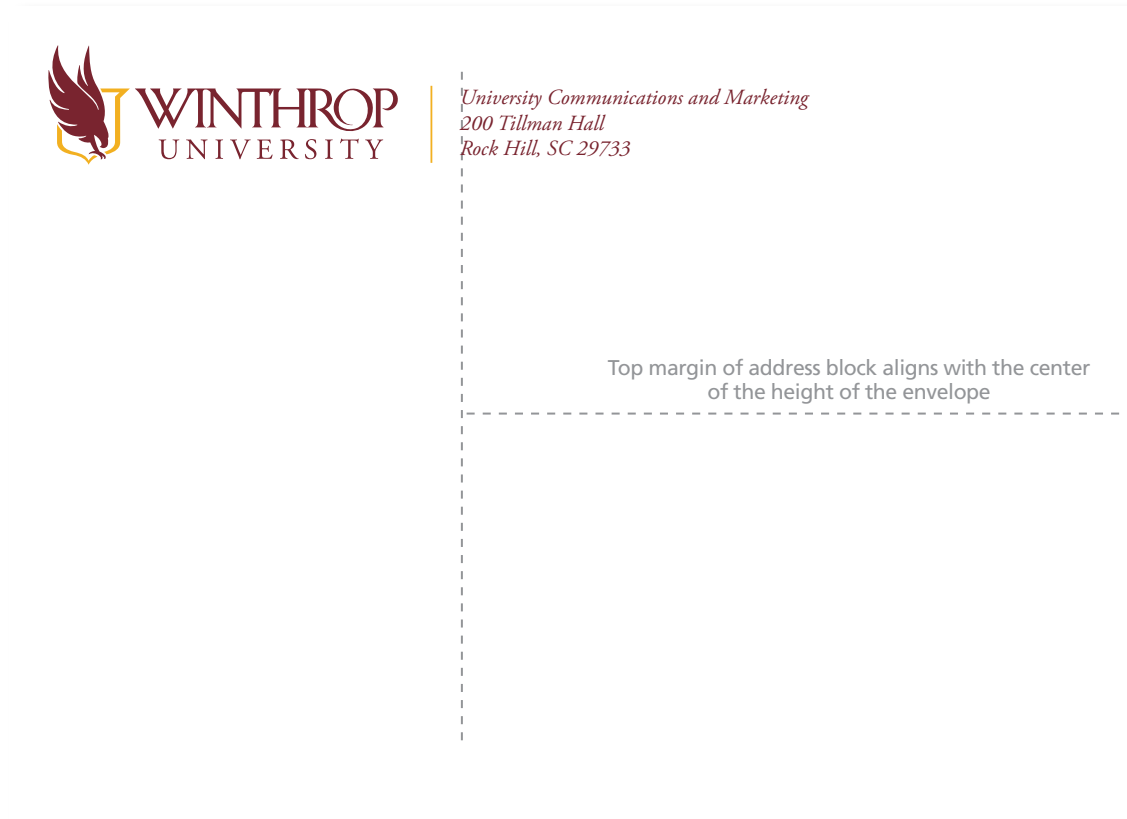 WINTHROP
UNIVERSITY
University Communications and Marketing
200 Tillman Hall
Rock Hill, SC 29733
Top margin of address block aligns with the center
of the height of the envelope